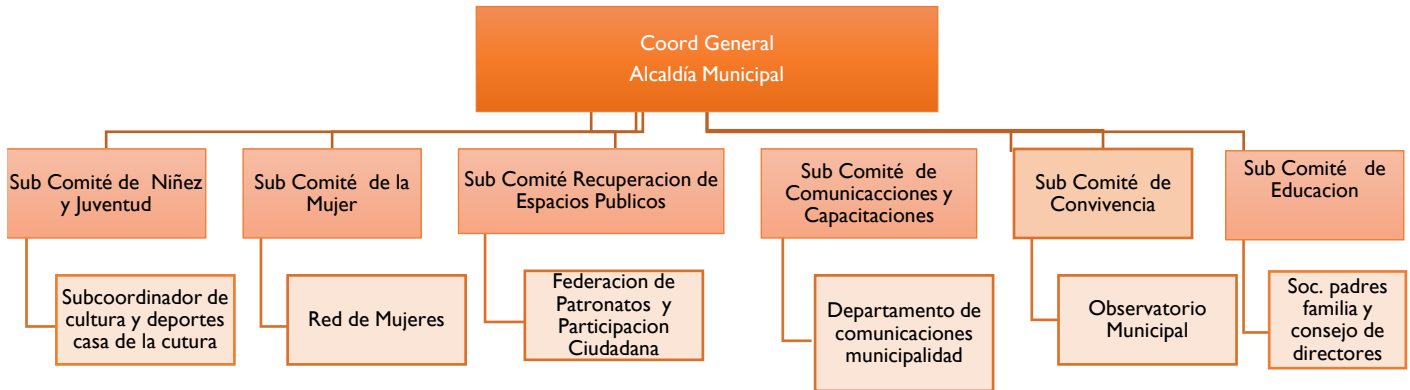 Coord General
Alcaldía Municipal
Sub Comité de Niñez
y Juventud
Sub Comité de la
Mujer
Sub Comité Recuperacion de
Espacios Publicos
Sub Comité de
Comunicacciones y
Capacitaciones
Sub Comité de
Convivencia
Sub Comité de
Educacion
Subcoordinador de
cultura y deportes
casa de la cutura
Red de Mujeres
Federacion de
Patronatos y
Participacion
Ciudadana
Departamento de
comunicaciones
municipalidad
Observatorio
Municipal
Soc. padres
familia y
consejo de
directores